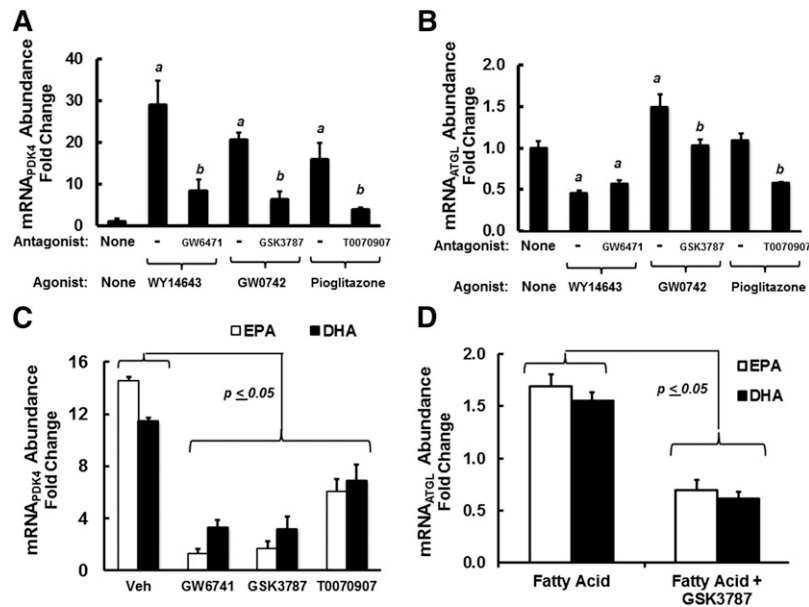 A
mRNAPDK4 Abundance
Fold Change
40
30
20
10
0
a
b
a
b
a
b
Antagonist: None - GW6471 - GSK3787 - T0070907
Agonist: None WY14643 GW0742 Pioglitazone
B
mRNAATGL Abundance
Fold Change
2.0
1.5
1.0
0.5
0.0
a
a
a
b
b
Antagonist: None - GW6471 - GSK3787 - T0070907
Agonist: None WY14643 GW0742 Pioglitazone
C
EPA DHA
mRNAPDK4 Abundance
Fold Change
16
12
8
4
0
p ≤ 0.05
Veh GW6741 GSK3787 T0070907
D
mRNAATGL Abundance
Fold Change
2.0
1.5
1.0
0.5
0.0
EPA
DHA
p ≤ 0.05
Fatty Acid Fatty Acid +
GSK3787